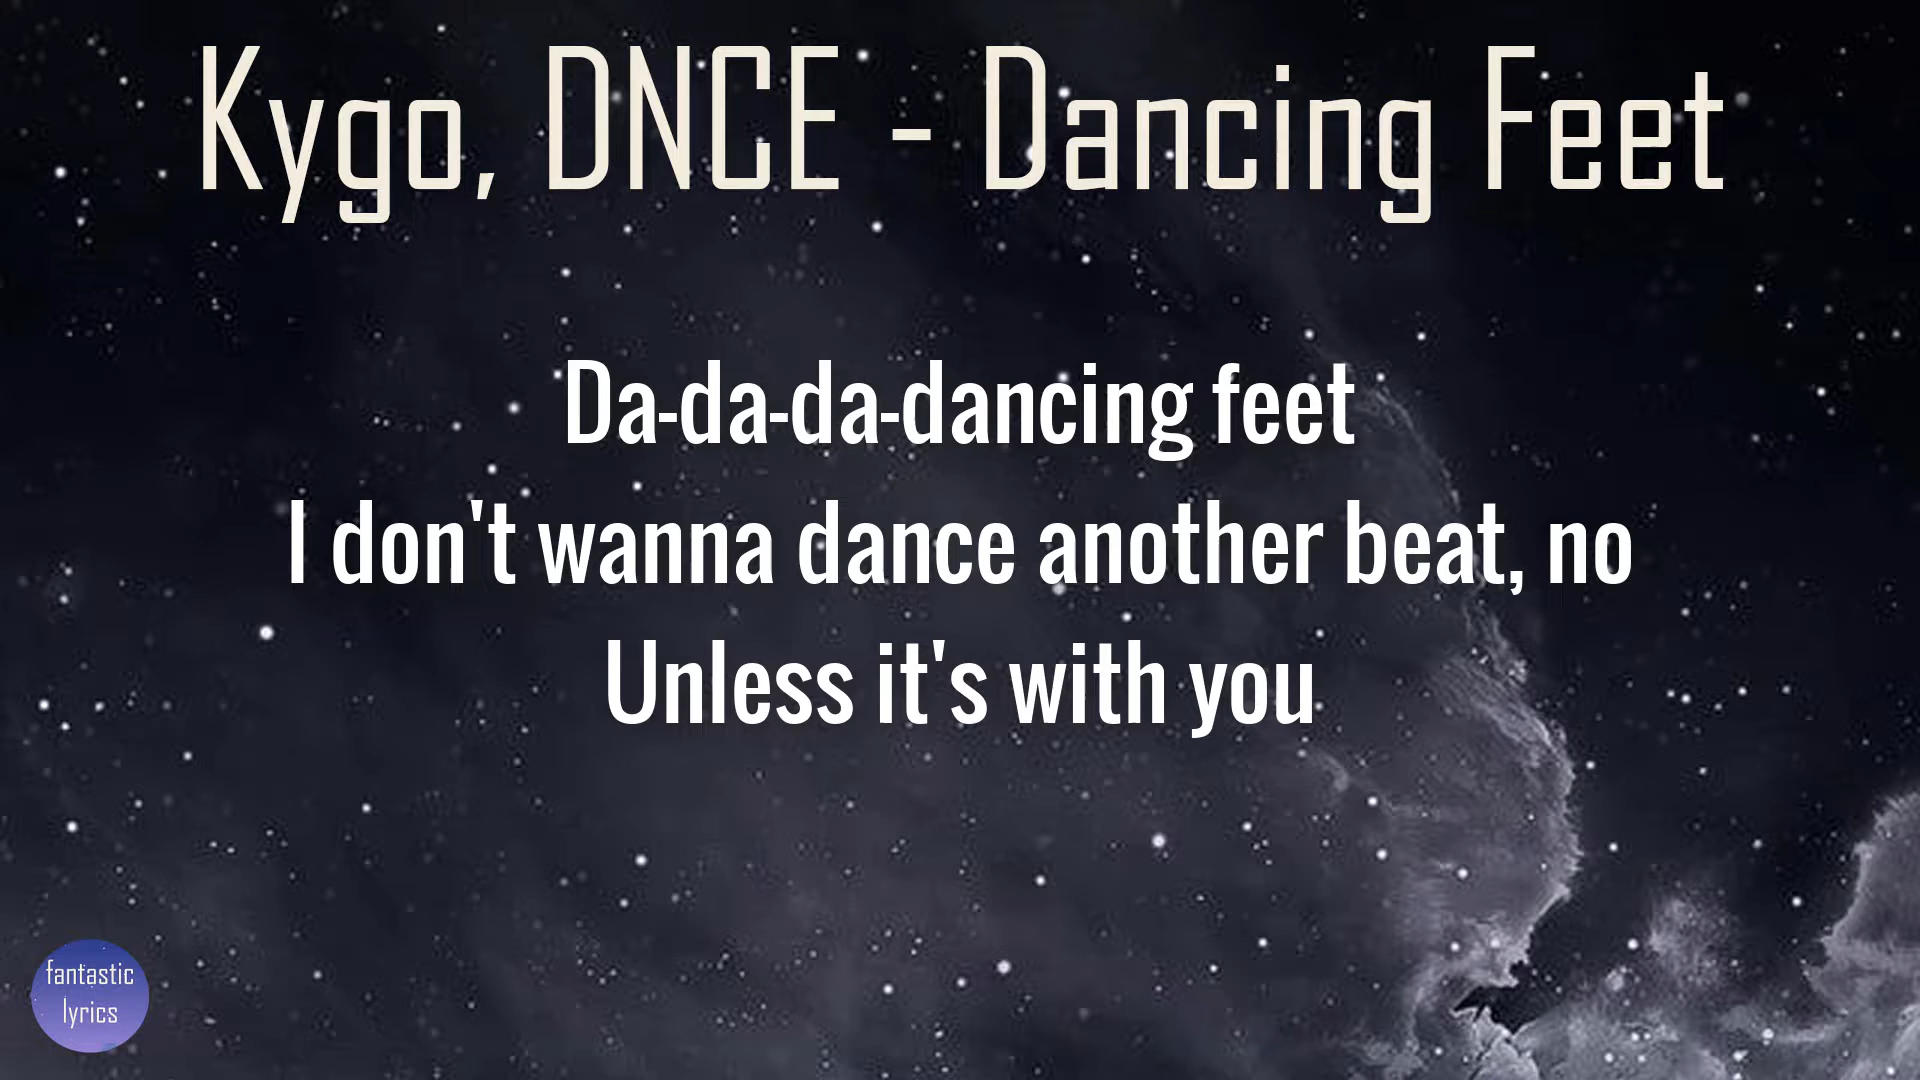 Kygo, DNCE - Dancing Feet
Da-da-da-dancing feet
I don't wanna dance another beat, no
Unless it's with you
fantastic
lyrics